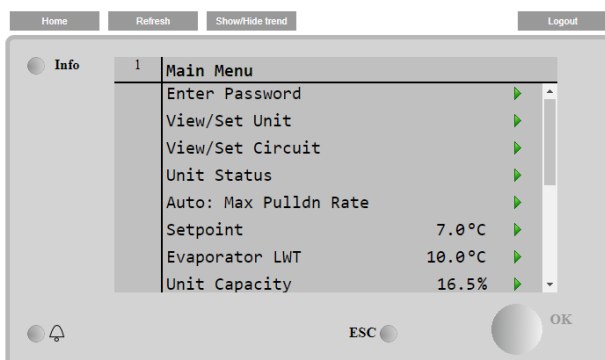 Home Refresh Show/Hide trend Logout
Info
1 Main Menu
Enter Password
View/Set Unit
View/Set Circuit
Unit Status
Auto: Max Pulldn Rate
Setpoint 7.0°C
Evaporator LWT 10.0°C
Unit Capacity 16.5%
ESC OK